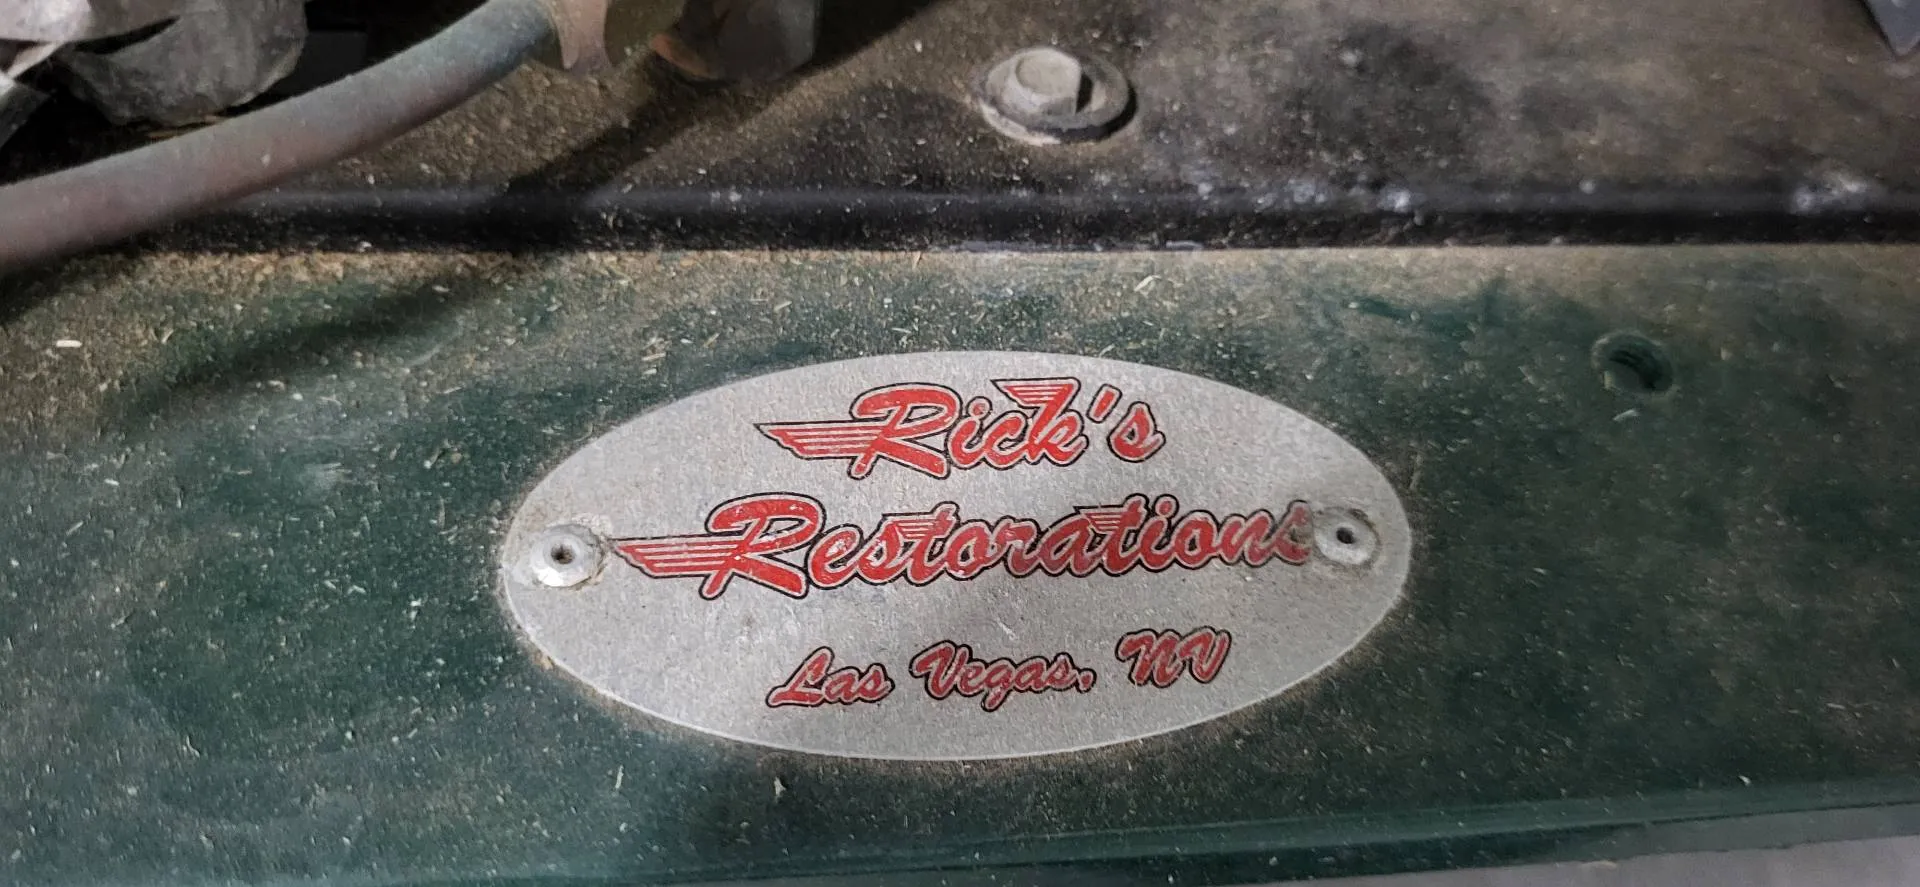 Rick's
Restorations
Las Vegas, NV